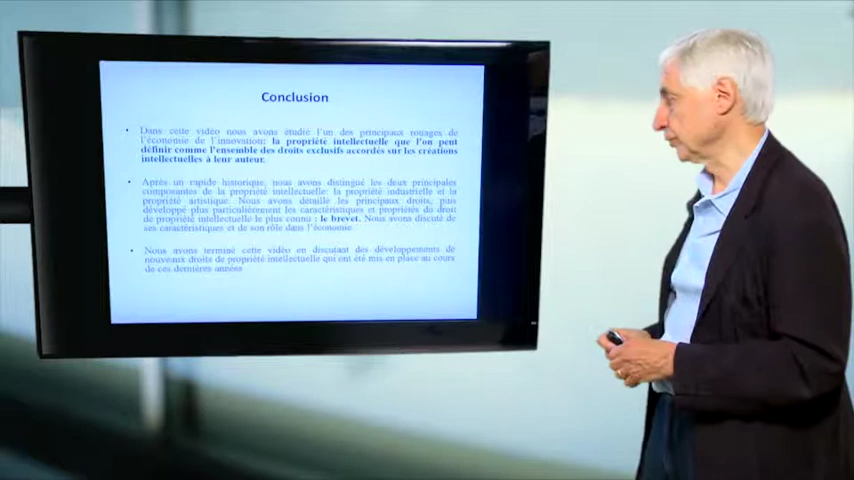 Conclusion
• Dans cette vidéo nous avons étudié l'un des principaux rouages de
l'économie de l'innovation: la propriété intellectuelle que l'on peut
définir comme l'ensemble des droits exclusifs accordés sur les créations
intellectuelles à leur auteur.
• Après un rapide historique, nous avons distingué les deux principales
composantes de la propriété intellectuelle: la propriété industrielle et la
propriété artistique. Nous avons détaillé les principaux droits, puis
développé plus particulièrement les caractéristiques et propriétés du droit
de propriété intellectuelle le plus connu : le brevet. Nous avons discuté de
ses caractéristiques et de son rôle dans l'économie.
• Nous avons terminé cette vidéo en discutant des développements de
nouveaux droits de propriété intellectuelle qui ont été mis en place au cours
de ces dernières années